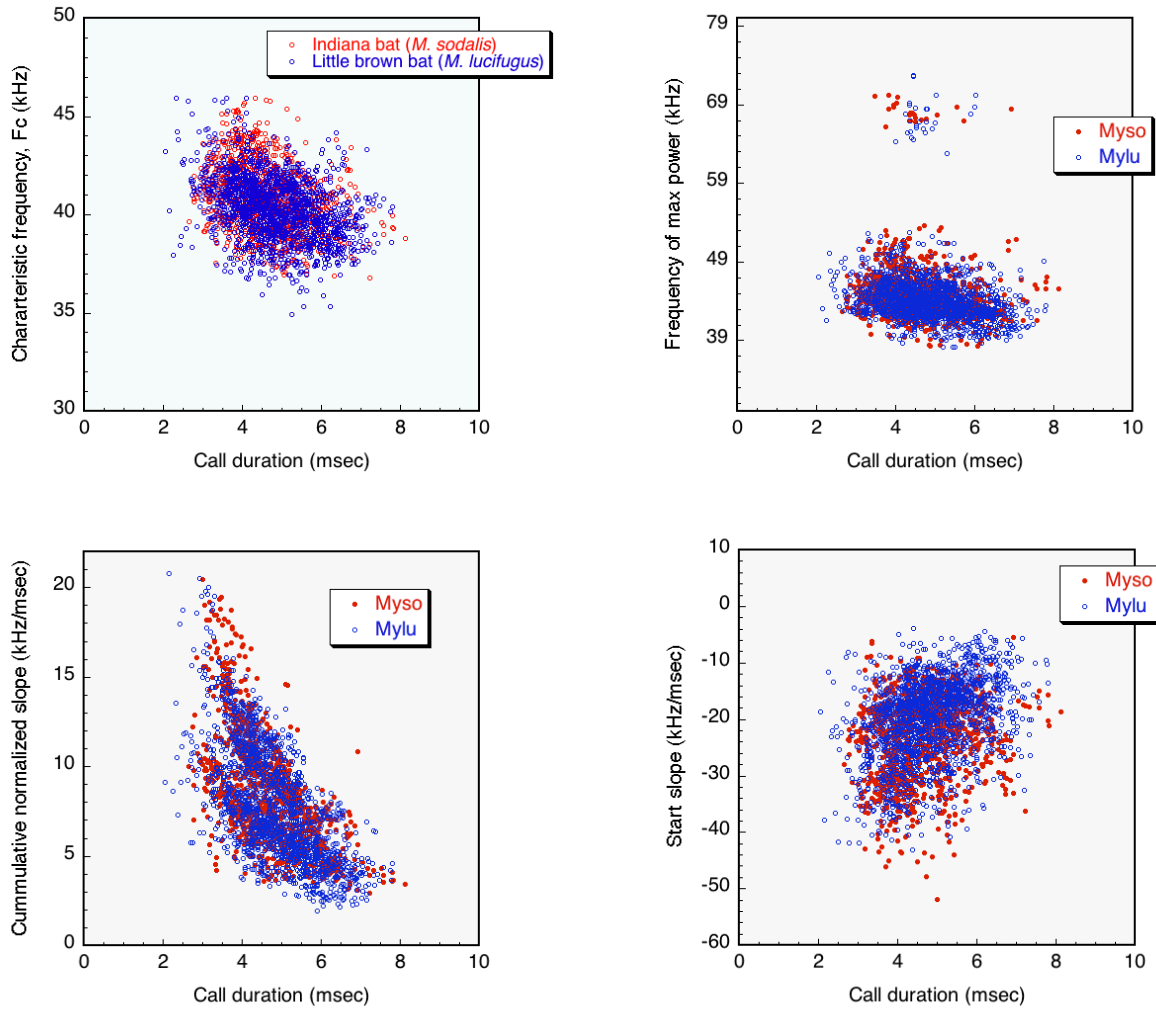 50
45
40
35
30
Chararteristic frequency, Fc (kHz)
Indiana bat (M. sodalis)
Little brown bat (M. lucifugus)
0 2 4 6 8 10
Call duration (msec)
79
69
59
49
39
Frequency of max power (kHz)
Myso
Mylu
0 2 4 6 8 10
Call duration (msec)
20
15
10
5
0
Cummulative normalized slope (kHz/msec)
Myso
Mylu
0 2 4 6 8 10
Call duration (msec)
10
0
-10
-20
-30
-40
-50
-60
Start slope (kHz/msec)
Myso
Mylu
0 2 4 6 8 10
Call duration (msec)